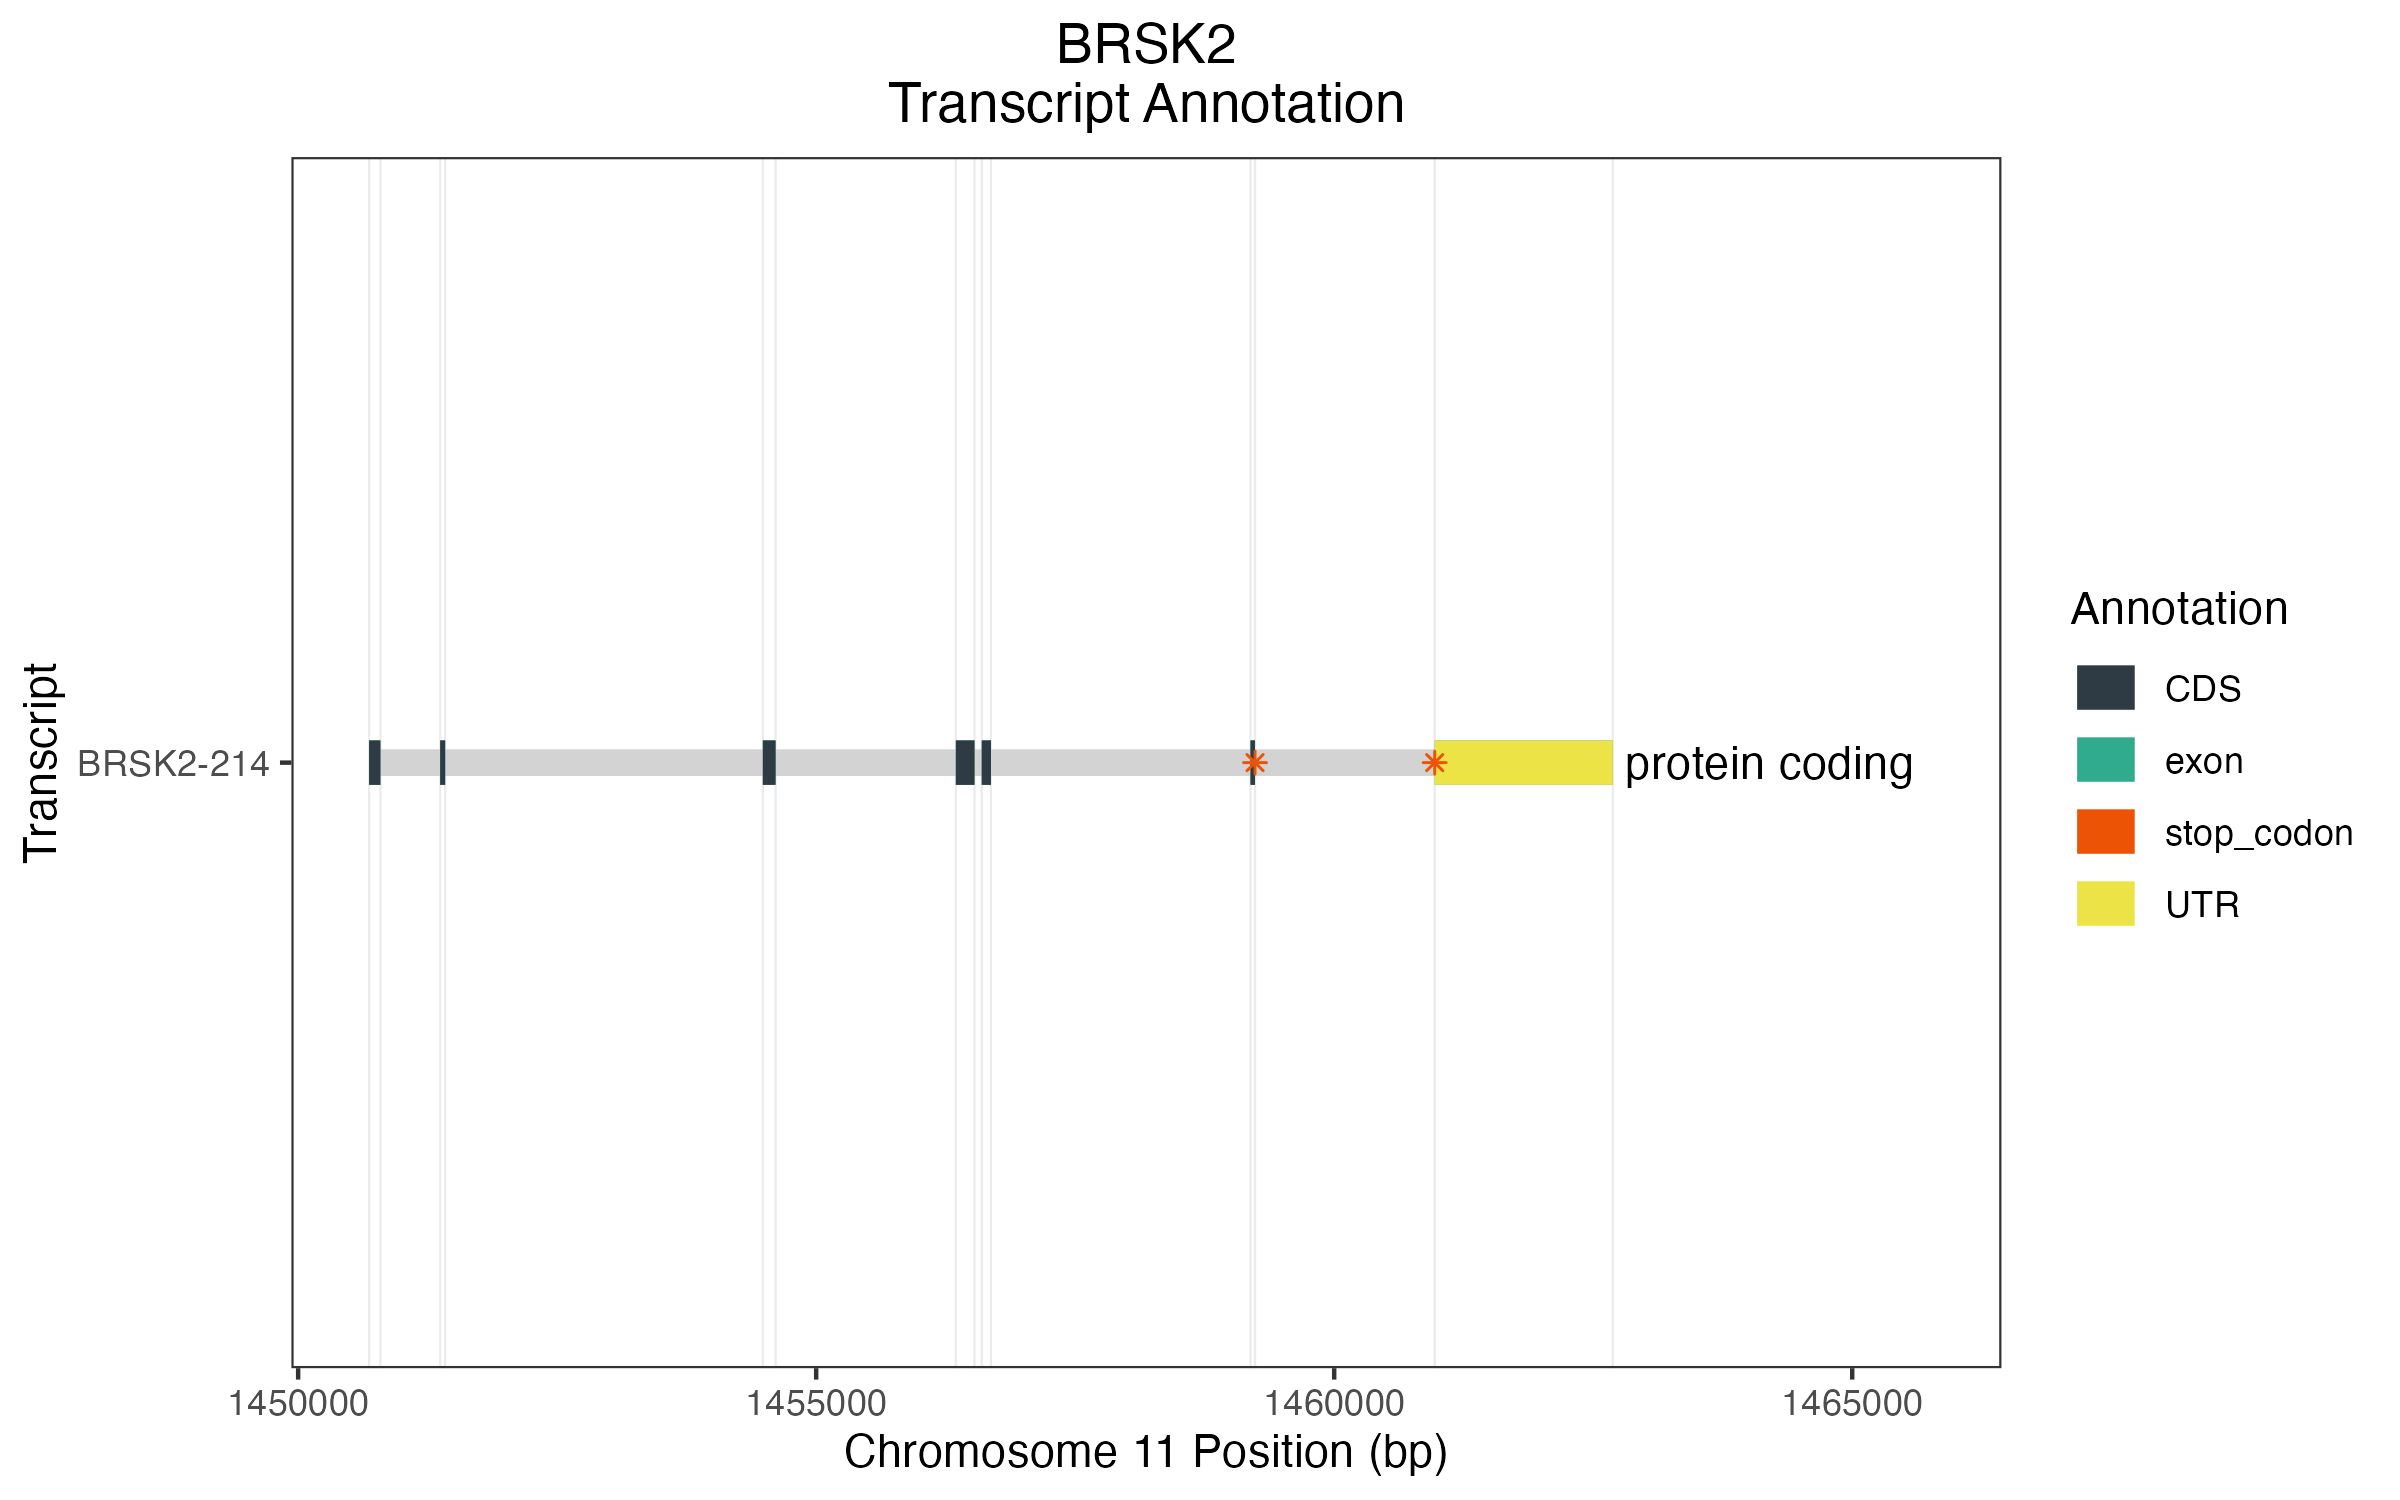 BRSK2
Transcript Annotation
Transcript
BRSK2-214
protein coding
Annotation
CDS
exon
stop_codon
UTR
1450000
1455000
1460000
1465000
Chromosome 11 Position (bp)